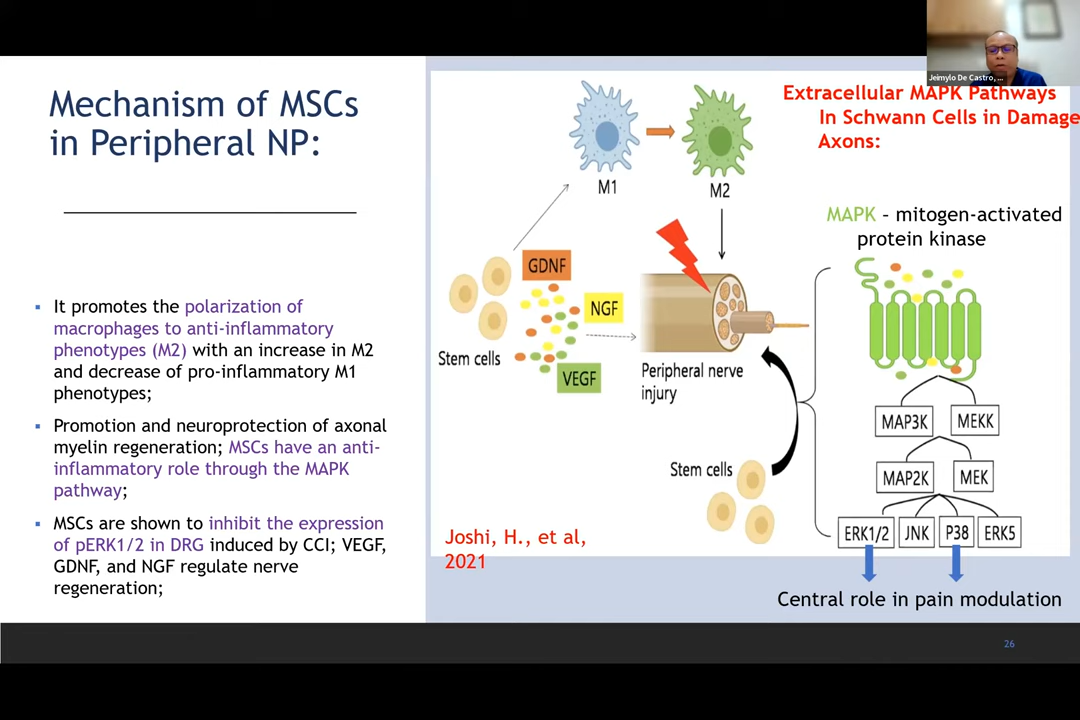 Jeimylo De Castro, ...
Mechanism of MSCs
in Peripheral NP:
▪ It promotes the polarization of
macrophages to anti-inflammatory
phenotypes (M2) with an increase in M2
and decrease of pro-inflammatory M1
phenotypes;
▪ Promotion and neuroprotection of axonal
myelin regeneration; MSCs have an anti-
inflammatory role through the MAPK
pathway;
▪ MSCs are shown to inhibit the expression
of pERK1/2 in DRG induced by CCI; VEGF,
GDNF, and NGF regulate nerve
regeneration;
M1
M2
GDNF
NGF
VEGF
Stem cells
Peripheral nerve
injury
Stem cells
Joshi, H., et al,
2021
Extracellular MAPK Pathways
In Schwann Cells in Damage
Axons:
MAPK – mitogen-activated
protein kinase
MAP3K MEKK
MAP2K MEK
ERK1/2 JNK P38 ERK5
Central role in pain modulation
26